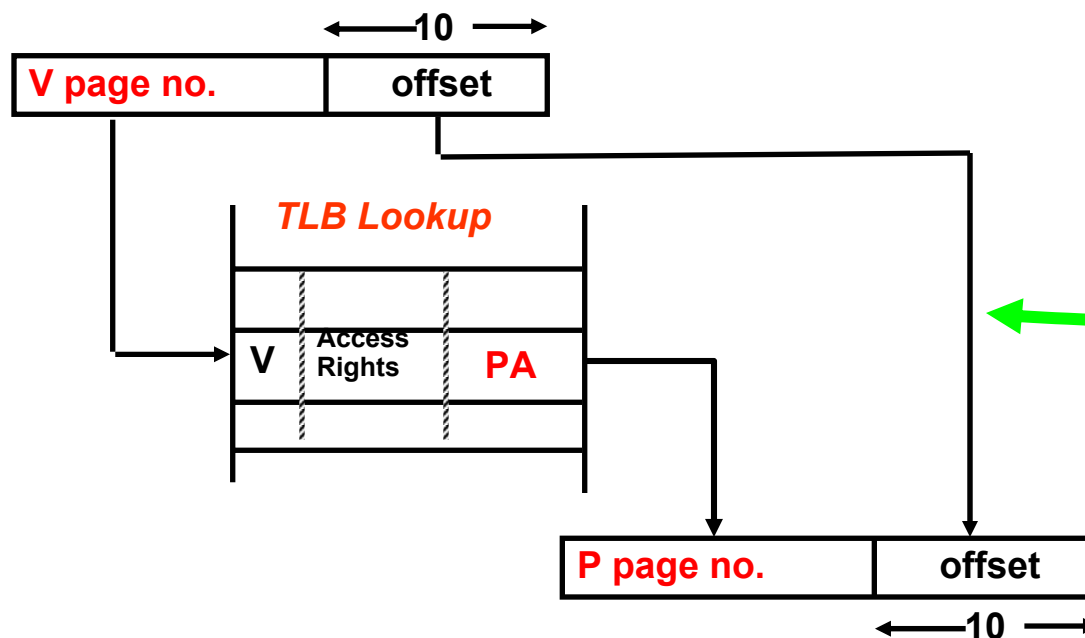 10
V page no. offset
TLB Lookup
V Access Rights PA
P page no. offset
10